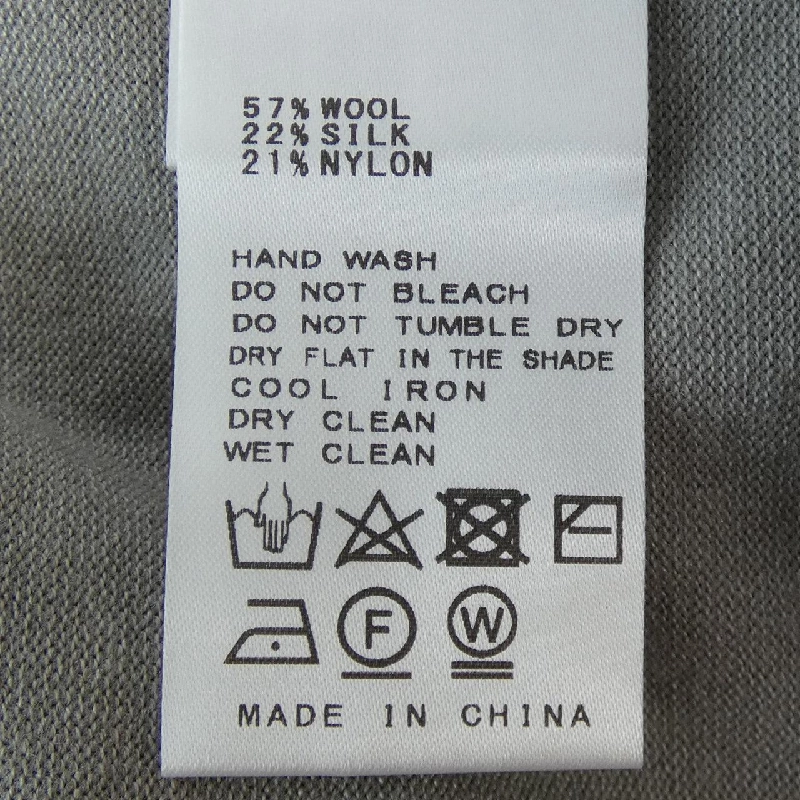 57% WOOL
22% SILK
21% NYLON
HAND WASH
DO NOT BLEACH
DO NOT TUMBLE DRY
DRY FLAT IN THE SHADE
COOL IRON
DRY CLEAN
WET CLEAN
F W
MADE IN CHINA